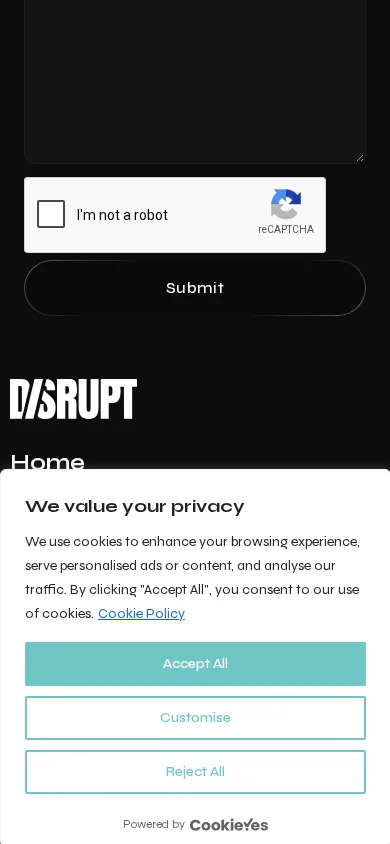 I'm not a robot
reCAPTCHA
Submit
DISRUPT
Home
We value your privacy
We use cookies to enhance your browsing experience,
serve personalised ads or content, and analyse our
traffic. By clicking "Accept All", you consent to our use
of cookies. Cookie Policy
Accept All
Customise
Reject All
Powered by CookieYes